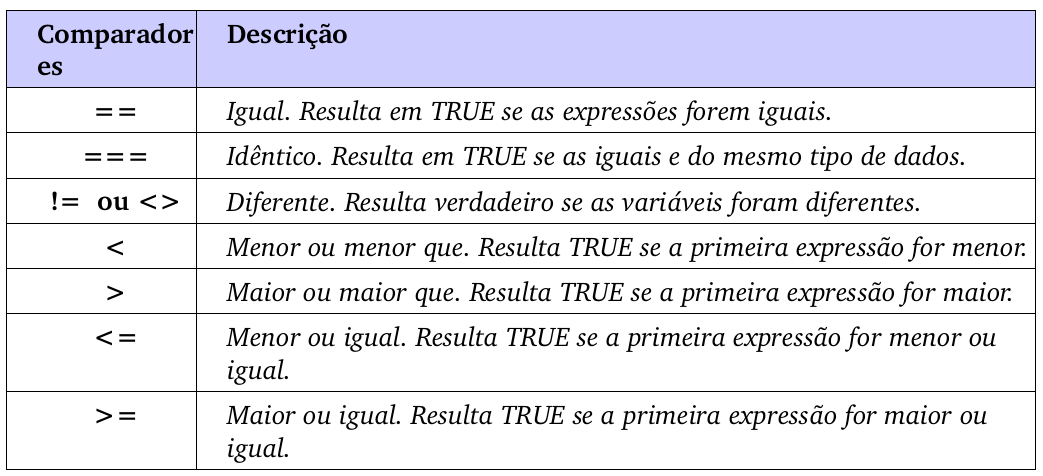 Comparador Descrição
es
== Igual. Resulta em TRUE se as expressões forem iguais.
=== Idêntico. Resulta em TRUE se as iguais e do mesmo tipo de dados.
!= ou <> Diferente. Resulta verdadeiro se as variáveis foram diferentes.
< Menor ou menor que. Resulta TRUE se a primeira expressão for menor.
> Maior ou maior que. Resulta TRUE se a primeira expressão for maior.
<= Menor ou igual. Resulta TRUE se a primeira expressão for menor ou
igual.
>= Maior ou igual. Resulta TRUE se a primeira expressão for maior ou
igual.